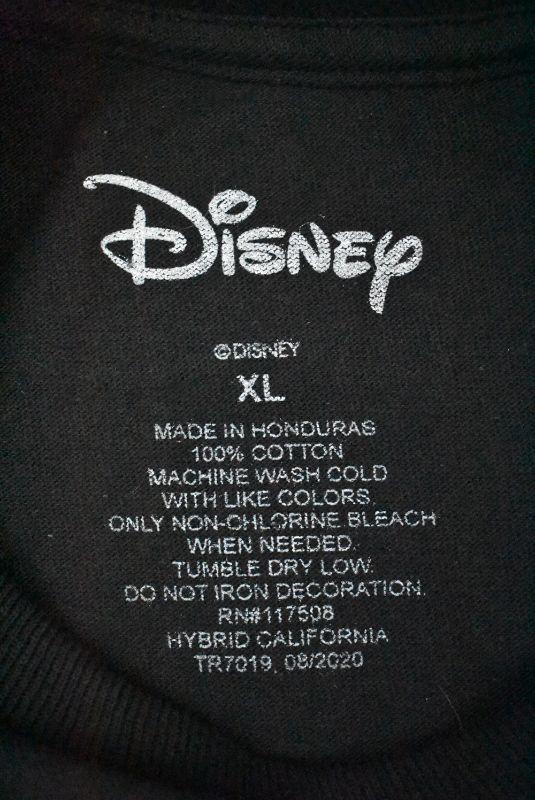 Disney
©DISNEY
XL
MADE IN HONDURAS
100% COTTON
MACHINE WASH COLD
WITH LIKE COLORS.
ONLY NON-CHLORINE BLEACH
WHEN NEEDED.
TUMBLE DRY LOW.
DO NOT IRON DECORATION.
RN#117508
HYBRID CALIFORNIA
TR7019, 08/2020